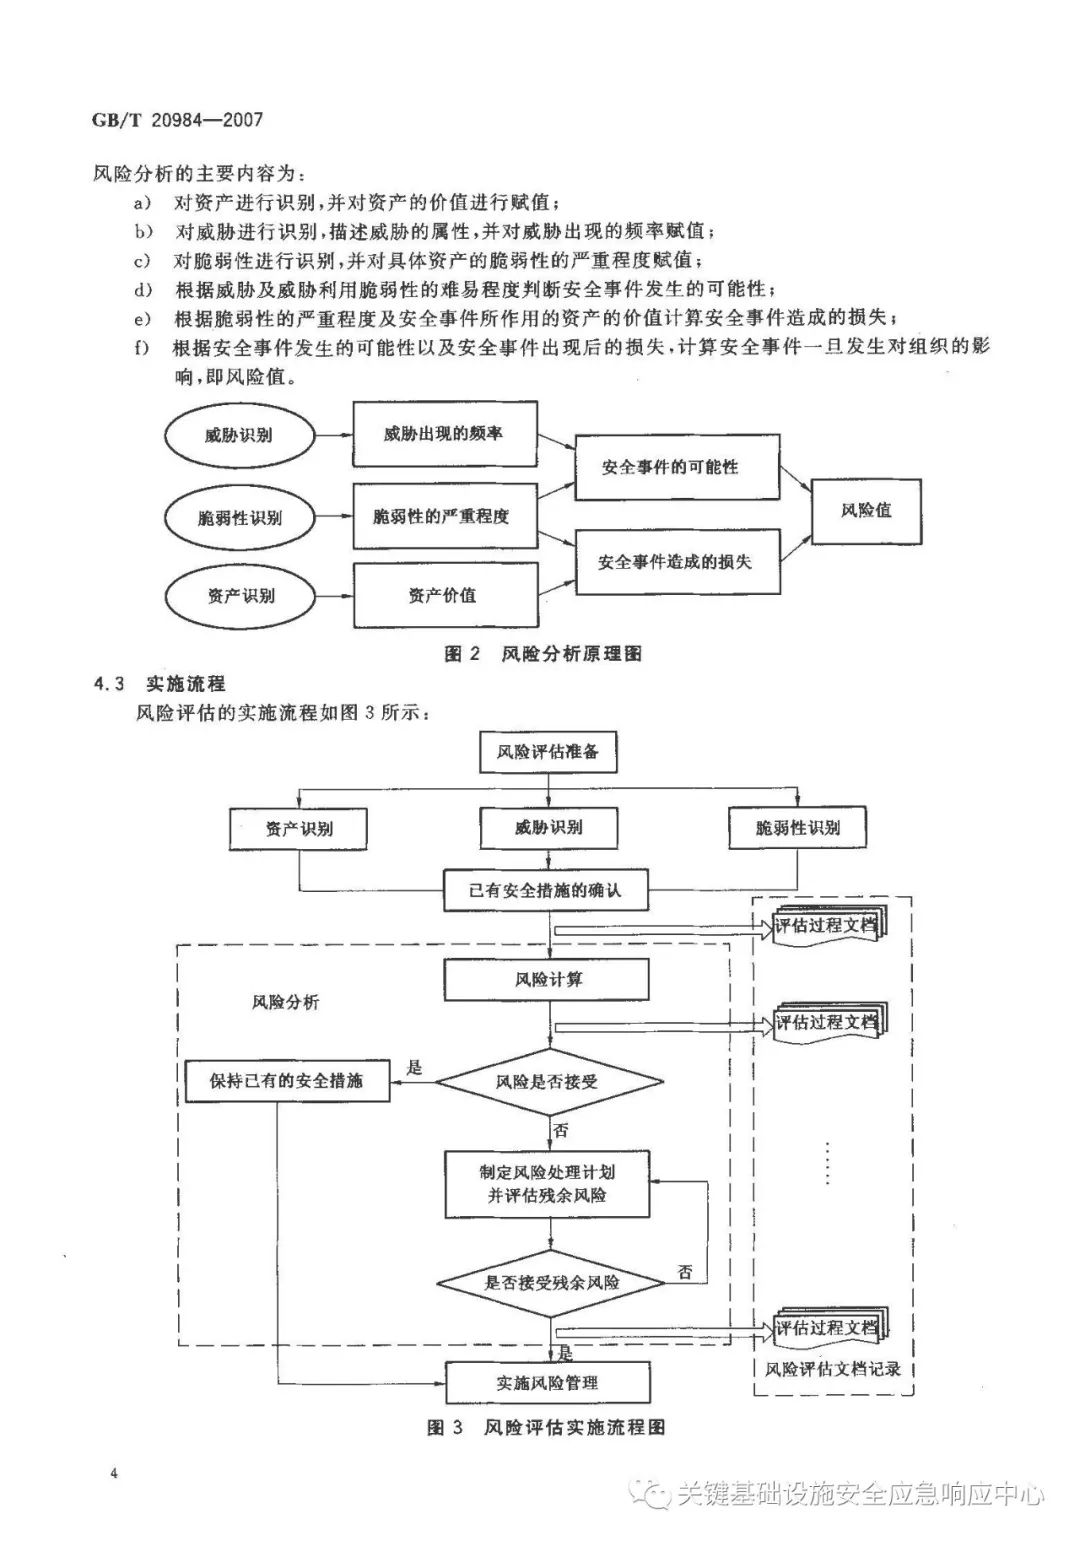 GB/T 20984—2007
风险分析的主要内容为:
a) 对资产进行识别,并对资产的价值进行赋值;
b) 对威胁进行识别,描述威胁的属性,并对威胁出现的频率赋值;
c) 对脆弱性进行识别,并对具体资产的脆弱性的严重程度赋值;
d) 根据威胁及威胁利用脆弱性的难易程度判断安全事件发生的可能性;
e) 根据脆弱性的严重程度及安全事件所作用的资产的价值计算安全事件造成的损失;
f) 根据安全事件发生的可能性以及安全事件出现后的损失,计算安全事件一旦发生对组织的影
响,即风险值。
威胁识别
威胁出现的频率
安全事件的可能性
脆弱性识别
脆弱性的严重程度
风险值
安全事件造成的损失
资产识别
资产价值
图 2 风险分析原理图
4.3 实施流程
风险评估的实施流程如图 3 所示:
风险评估准备
资产识别
威胁识别
脆弱性识别
已有安全措施的确认
评估过程文档
风险计算
风险分析
评估过程文档
保持已有的安全措施
是
风险是否接受
否
制定风险处理计划
并评估残余风险
是否接受残余风险
否
评估过程文档
是
风险评估文档记录
实施风险管理
图 3 风险评估实施流程图
4
关键基础设施安全应急响应中心